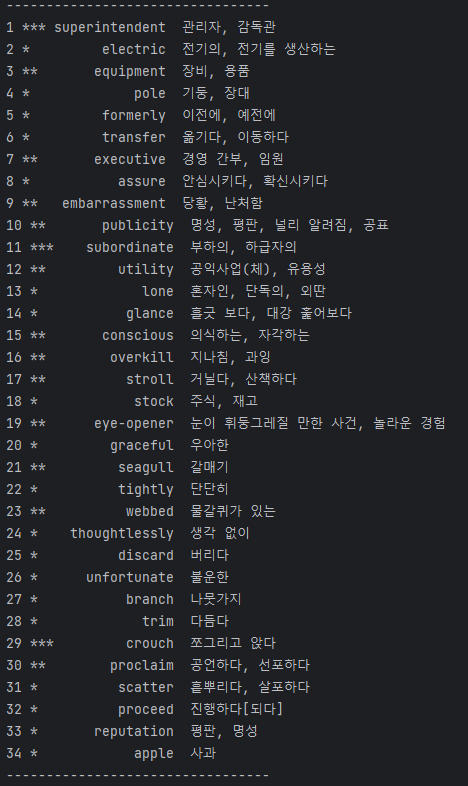 ---------------------------------
1 *** superintendent 관리자, 감독관
2 * electric 전기의, 전기를 생산하는
3 ** equipment 장비, 용품
4 * pole 기둥, 장대
5 * formerly 이전에, 예전에
6 * transfer 옮기다, 이동하다
7 ** executive 경영 간부, 임원
8 * assure 안심시키다, 확신시키다
9 ** embarrassment 당황, 난처함
10 ** publicity 명성, 평판, 널리 알려짐, 공표
11 *** subordinate 부하의, 하급자의
12 ** utility 공익사업(체), 유용성
13 * lone 혼자인, 단독의, 외딴
14 * glance 흘긋 보다, 대강 훑어보다
15 ** conscious 의식하는, 자각하는
16 ** overkill 지나침, 과잉
17 ** stroll 거닐다, 산책하다
18 * stock 주식, 재고
19 ** eye-opener 눈이 휘둥그레질 만한 사건, 놀라운 경험
20 * graceful 우아한
21 ** seagull 갈매기
22 * tightly 단단히
23 ** webbed 물갈퀴가 있는
24 * thoughtlessly 생각 없이
25 * discard 버리다
26 * unfortunate 불운한
27 * branch 나뭇가지
28 * trim 다듬다
29 *** crouch 쪼그리고 앉다
30 ** proclaim 공언하다, 선포하다
31 * scatter 흩뿌리다, 살포하다
32 * proceed 진행하다[되다]
33 * reputation 평판, 명성
34 * apple 사과
---------------------------------